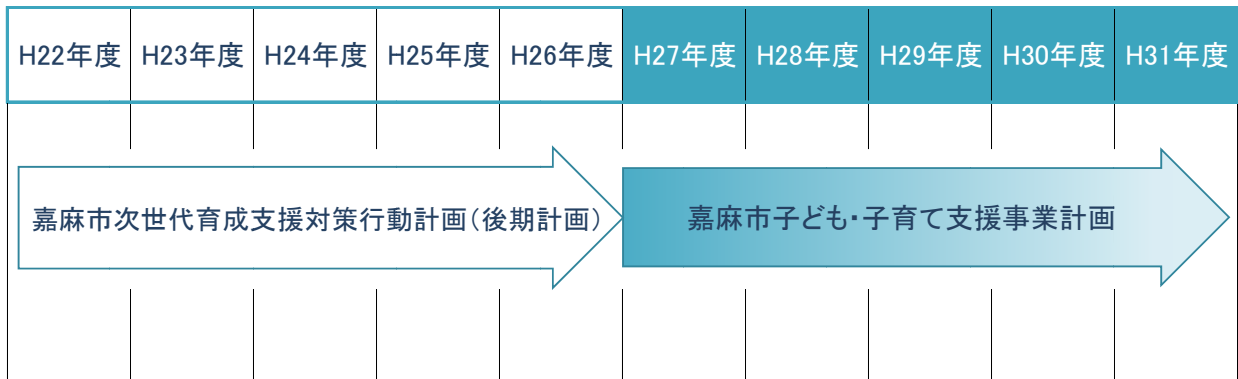 H22年度 H23年度 H24年度 H25年度 H26年度 H27年度 H28年度 H29年度 H30年度 H31年度
嘉麻市次世代育成支援対策行動計画(後期計画) 嘉麻市子ども・子育て支援事業計画